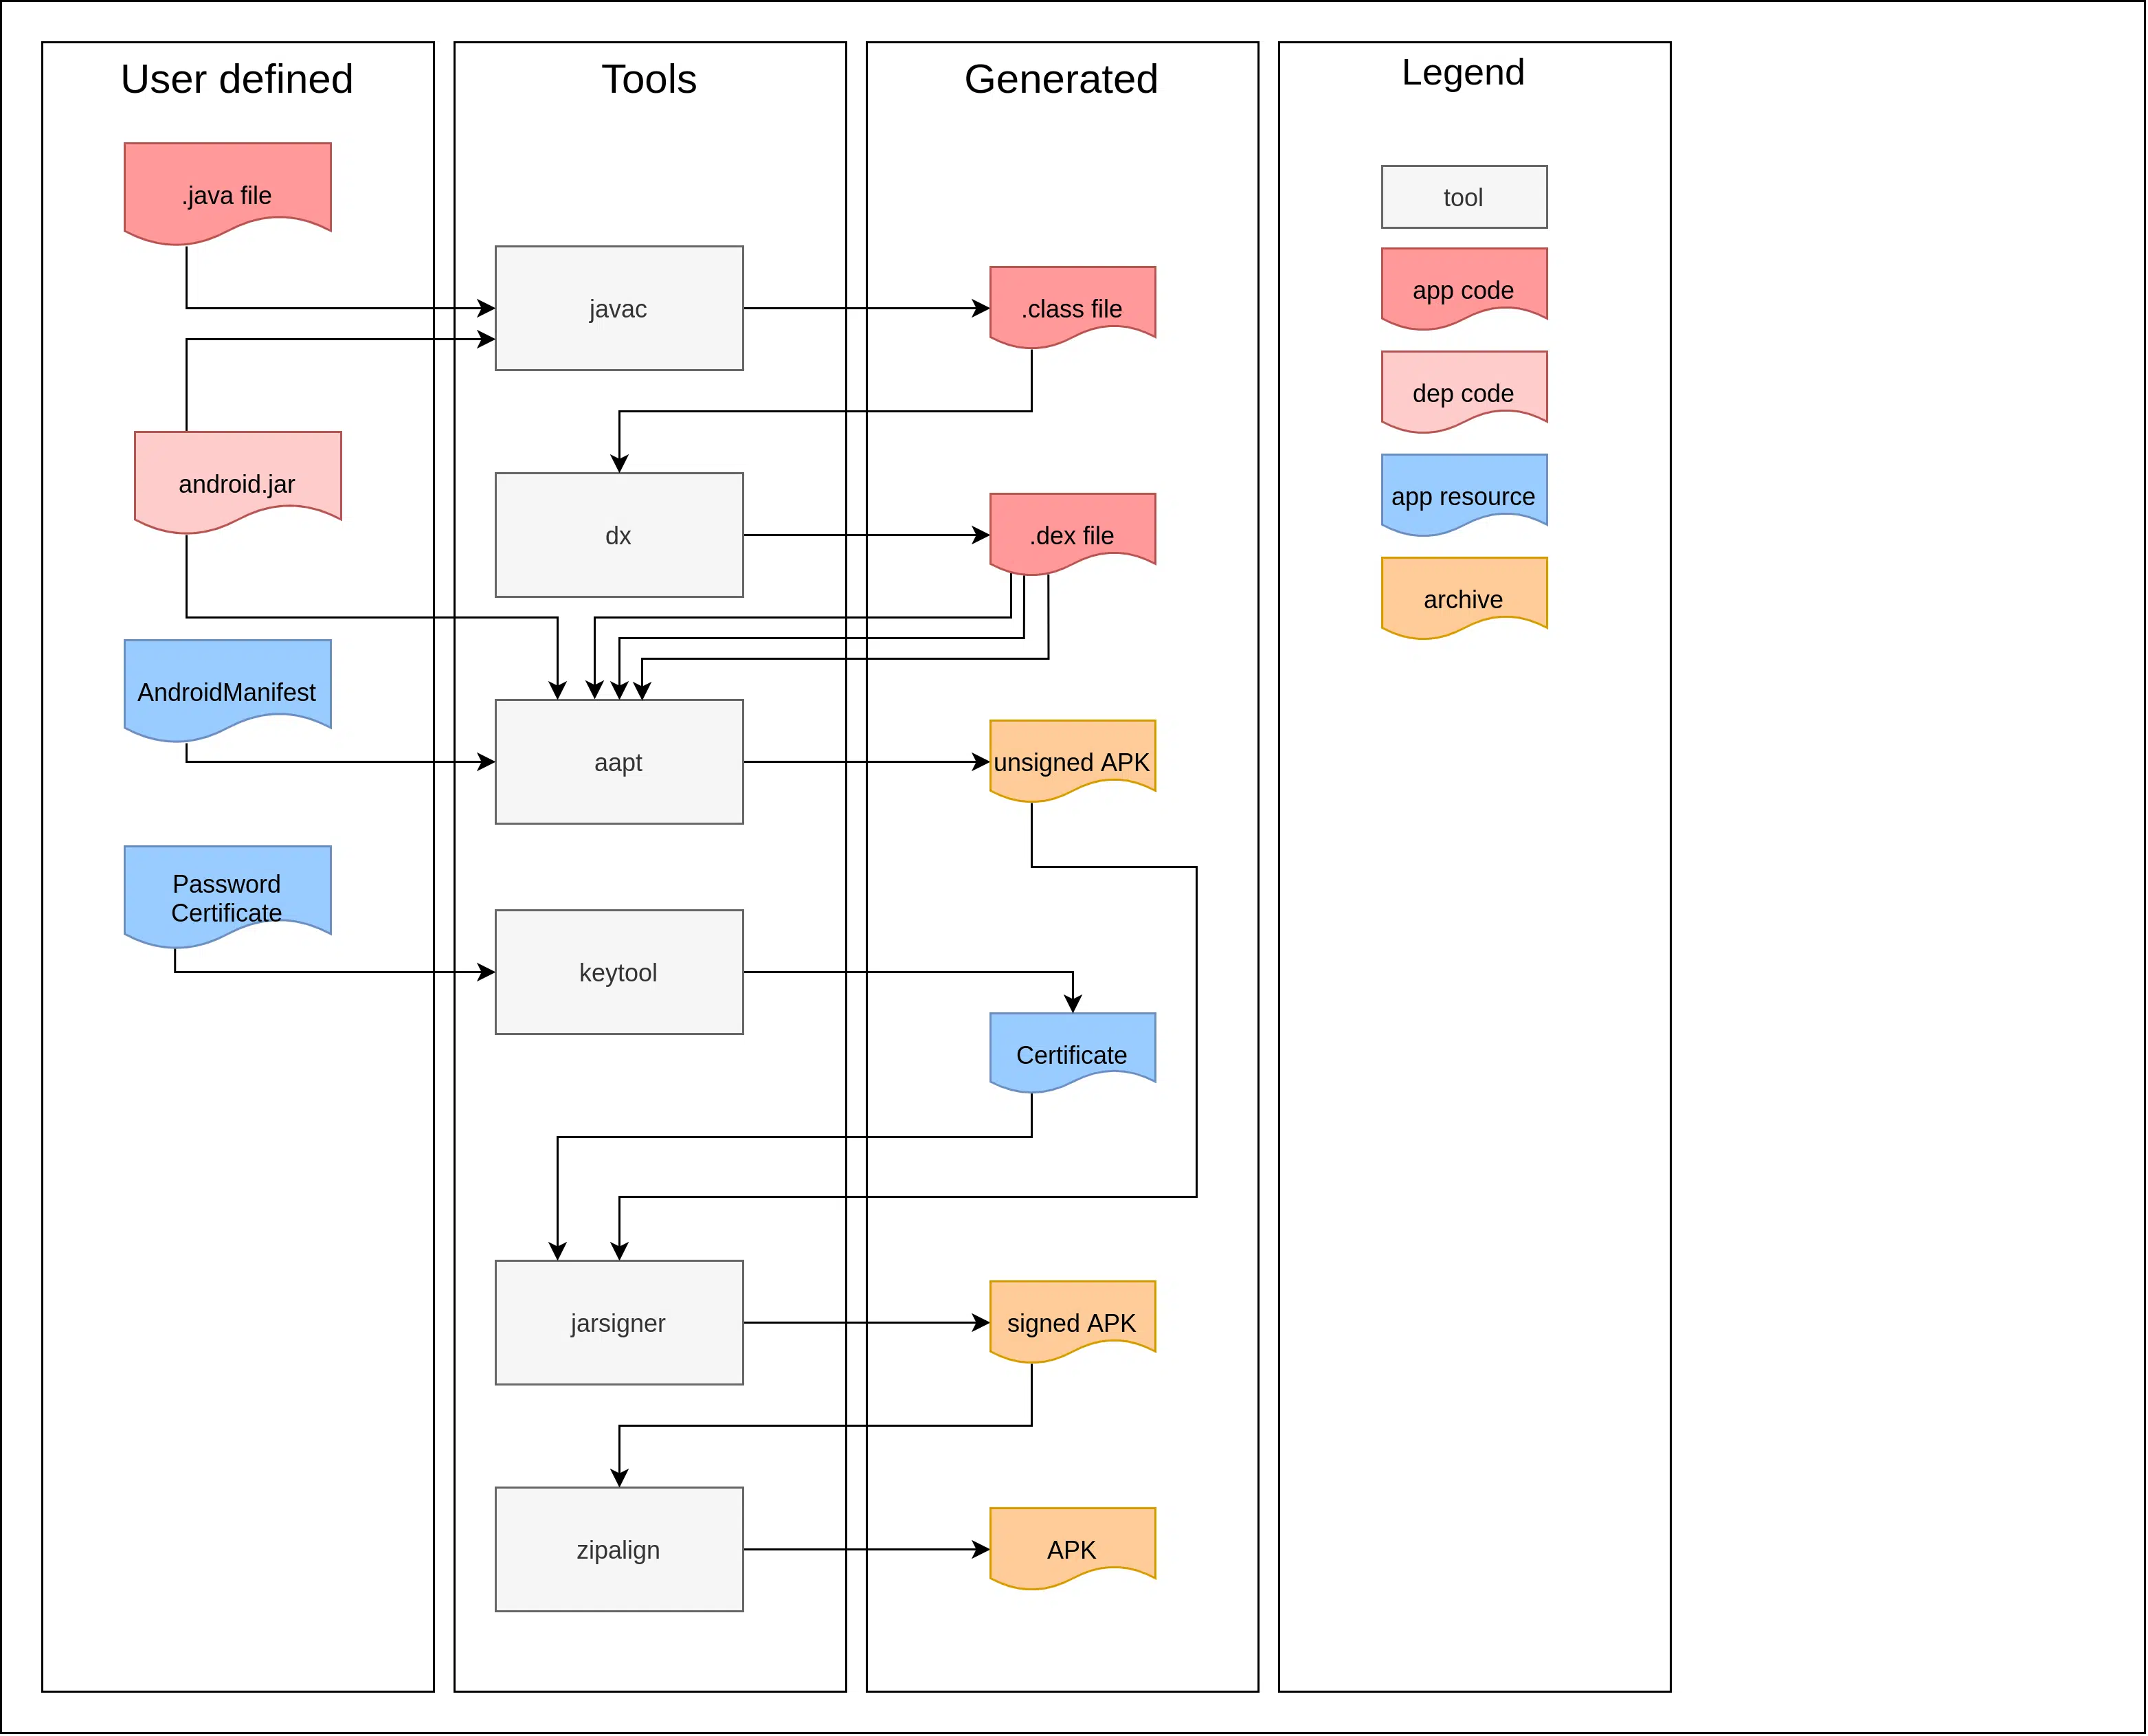 User defined
Tools
Generated
Legend
.java file
javac
.class file
android.jar
dx
.dex file
AndroidManifest
aapt
unsigned APK
Password
Certificate
keytool
Certificate
jarsigner
signed APK
zipalign
APK
tool
app code
dep code
app resource
archive